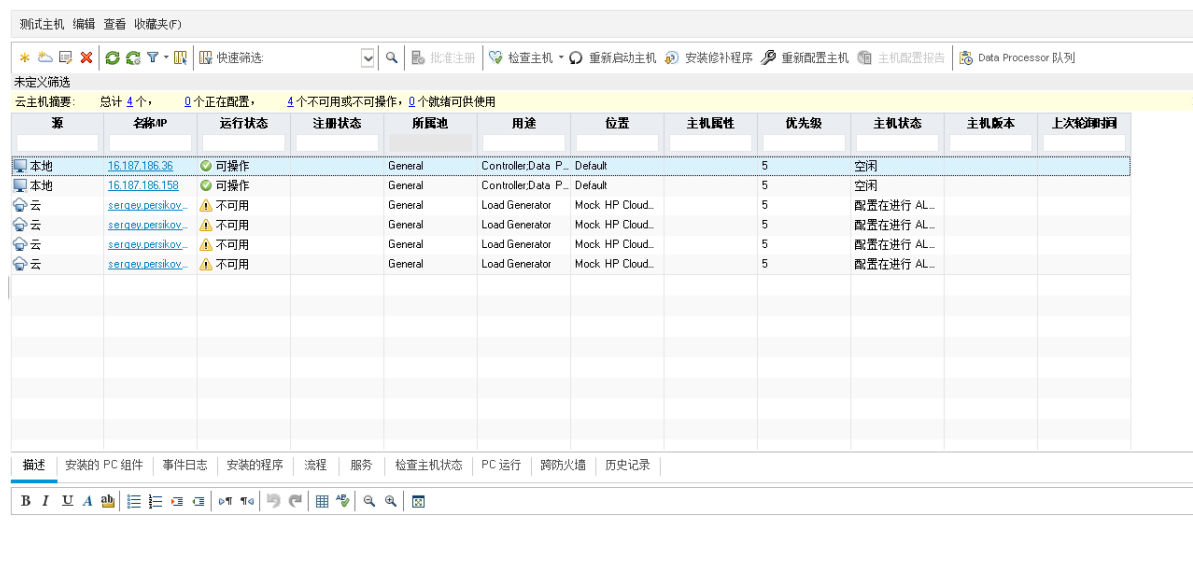 测试主机 编辑 查看 收藏夹(F)
快速筛选: 批准注册 检查主机 重新启动主机 安装修补程序 重新配置主机 主机配置报告 Data Processor 队列
未定义筛选
云主机摘要: 总计 4 个， 0 个正在配置， 4 个不可用或不可操作，0 个就绪可供使用
源 名称/IP 运行状态 注册状态 所属池 用途 位置 主机属性 优先级 主机状态 主机版本 上次轮询时间
本地 16.187.186.36 可操作 General Controller;Data P... Default 5 空闲
本地 16.187.186.158 可操作 General Controller;Data P... Default 5 空闲
云 sergey.persikov... 不可用 General Load Generator Mock HP Cloud... 5 配置在进行 AL...
云 sergey.persikov... 不可用 General Load Generator Mock HP Cloud... 5 配置在进行 AL...
云 sergey.persikov... 不可用 General Load Generator Mock HP Cloud... 5 配置在进行 AL...
云 sergey.persikov... 不可用 General Load Generator Mock HP Cloud... 5 配置在进行 AL...
描述 安装的 PC 组件 事件日志 安装的程序 流程 服务 检查主机状态 PC 运行 跨防火墙 历史记录
B I U A ab